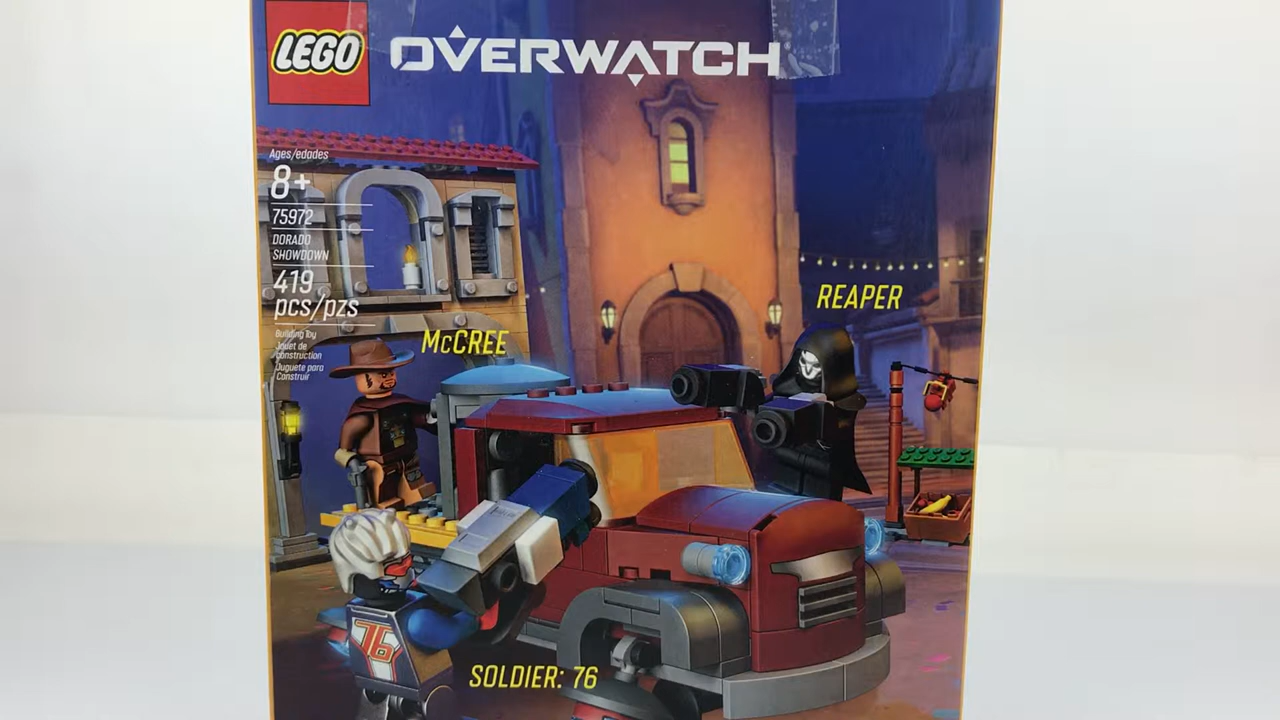 LEGO
OVERWATCH
Ages/edades
8+
75972
DORADO
SHOWDOWN
419
pcs/pzs
Building Toy
Jouet de
construction
Juguete para
Construir
McCREE
REAPER
76
SOLDIER: 76